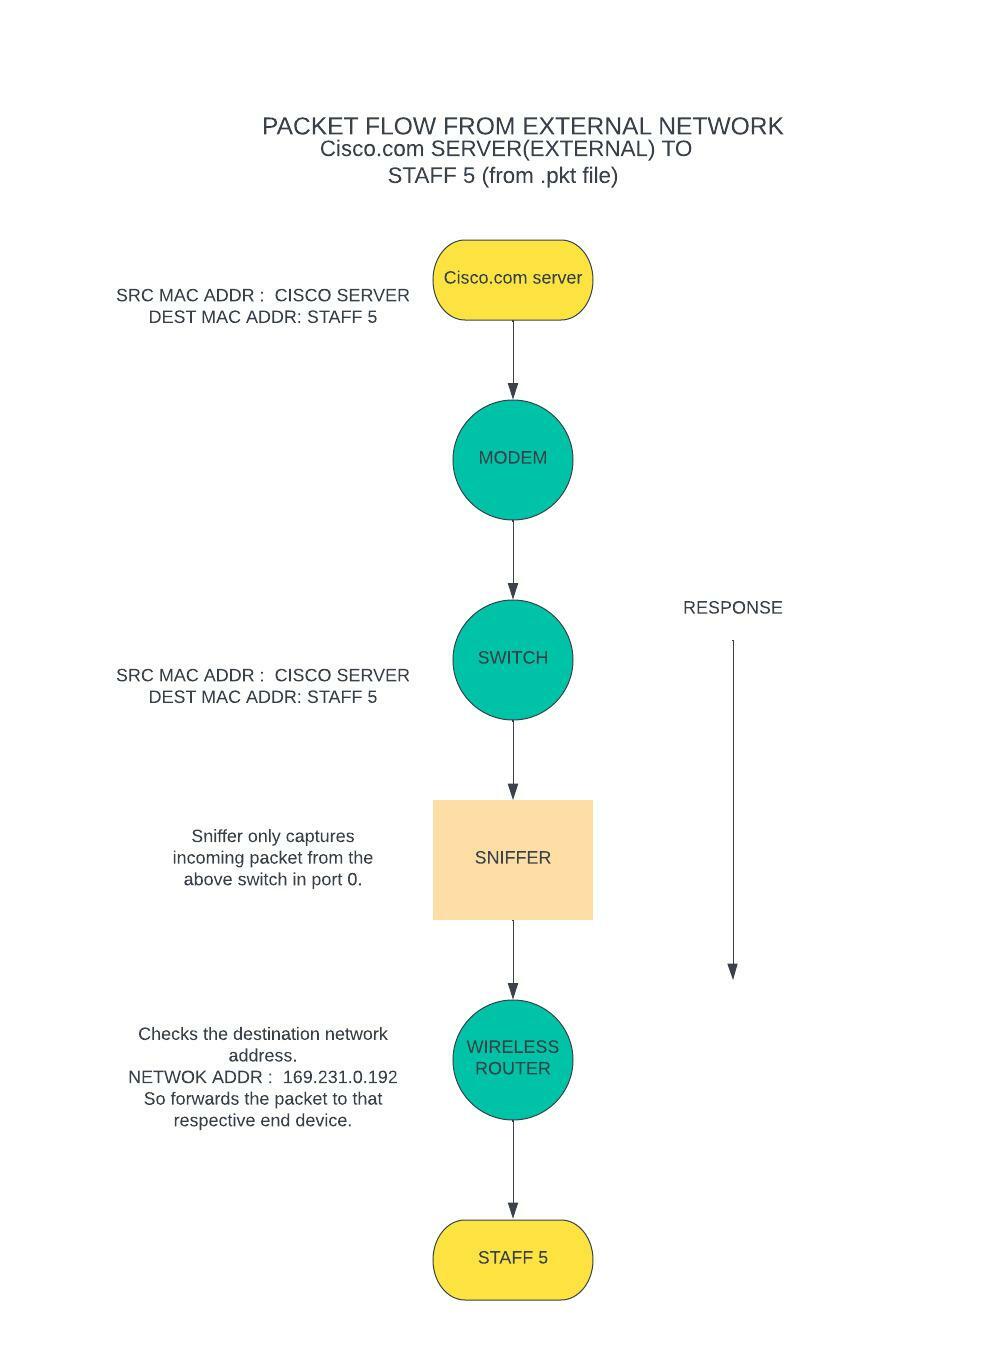 PACKET FLOW FROM EXTERNAL NETWORK
Cisco.com SERVER(EXTERNAL) TO
STAFF 5 (from .pkt file)
Cisco.com server
SRC MAC ADDR :  CISCO SERVER
DEST MAC ADDR: STAFF 5
MODEM
RESPONSE
SWITCH
SRC MAC ADDR :  CISCO SERVER
DEST MAC ADDR: STAFF 5
Sniffer only captures
incoming packet from the
above switch in port 0.
SNIFFER
Checks the destination network
address.
NETWOK ADDR :  169.231.0.192
So forwards the packet to that
respective end device.
WIRELESS
ROUTER
STAFF 5